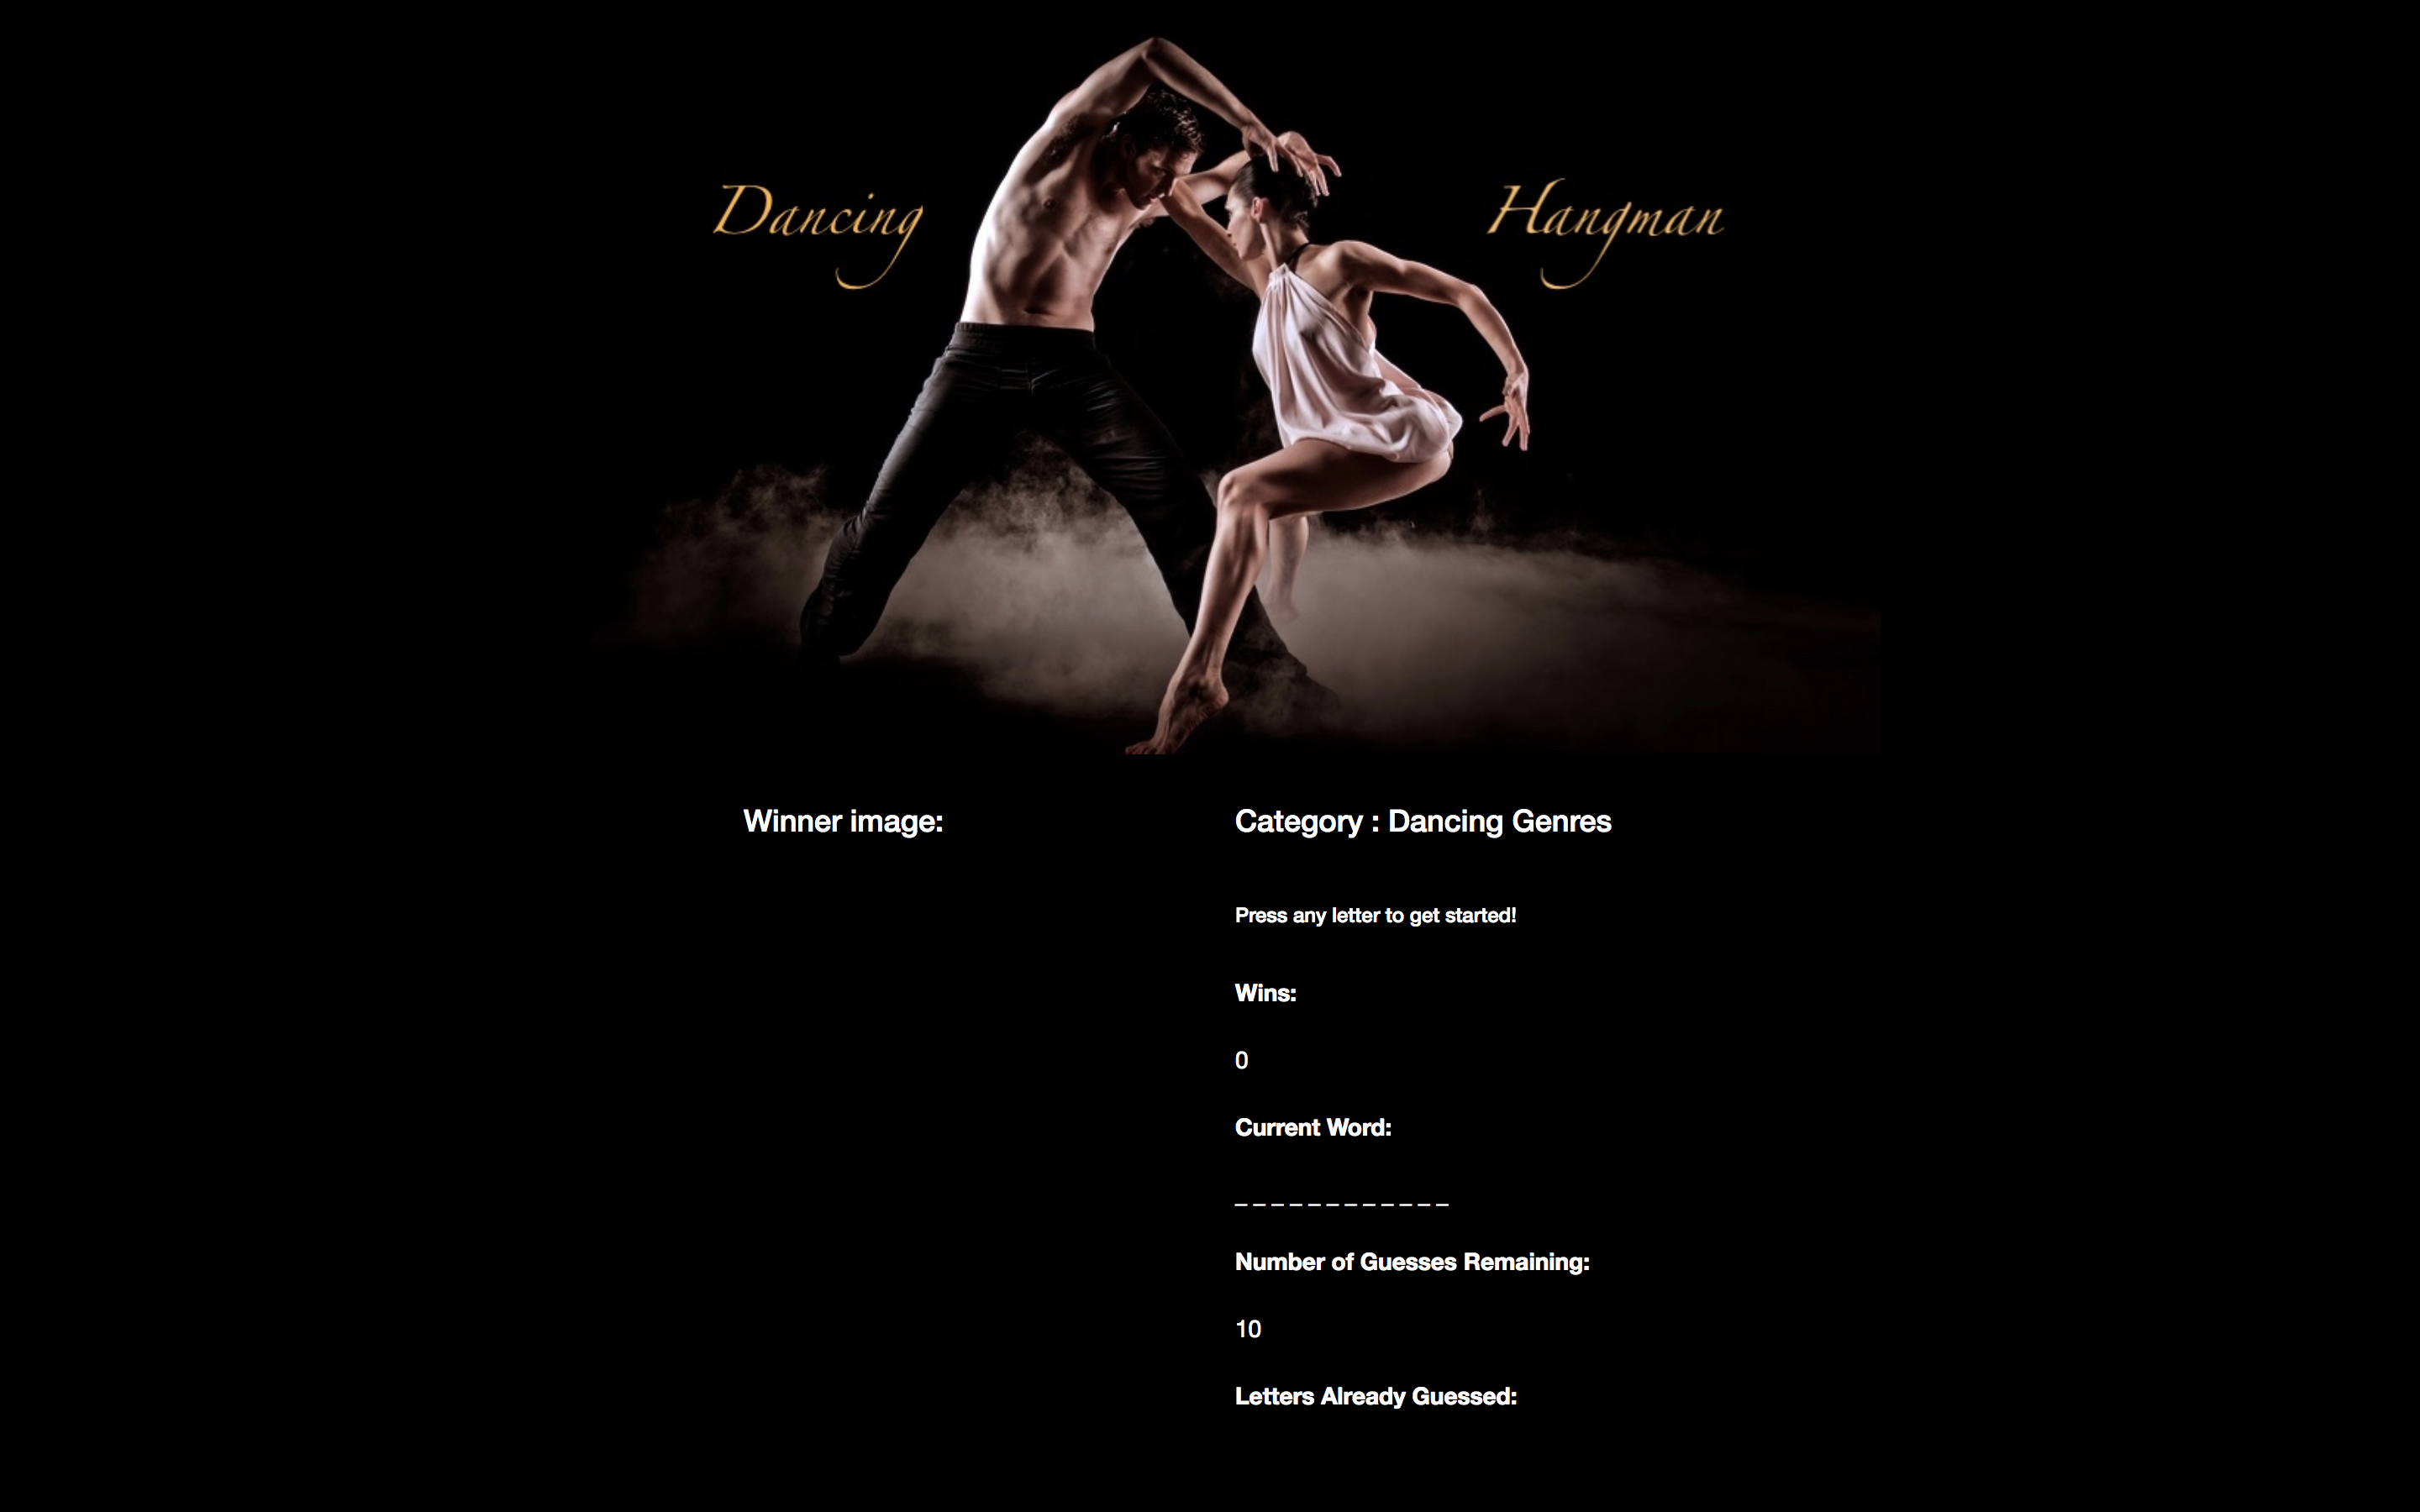 Dancing Hangman
Winner image:
Category : Dancing Genres
Press any letter to get started!
Wins:
0
Current Word:
_ _ _ _ _ _ _ _ _ _ _ _
Number of Guesses Remaining:
10
Letters Already Guessed: